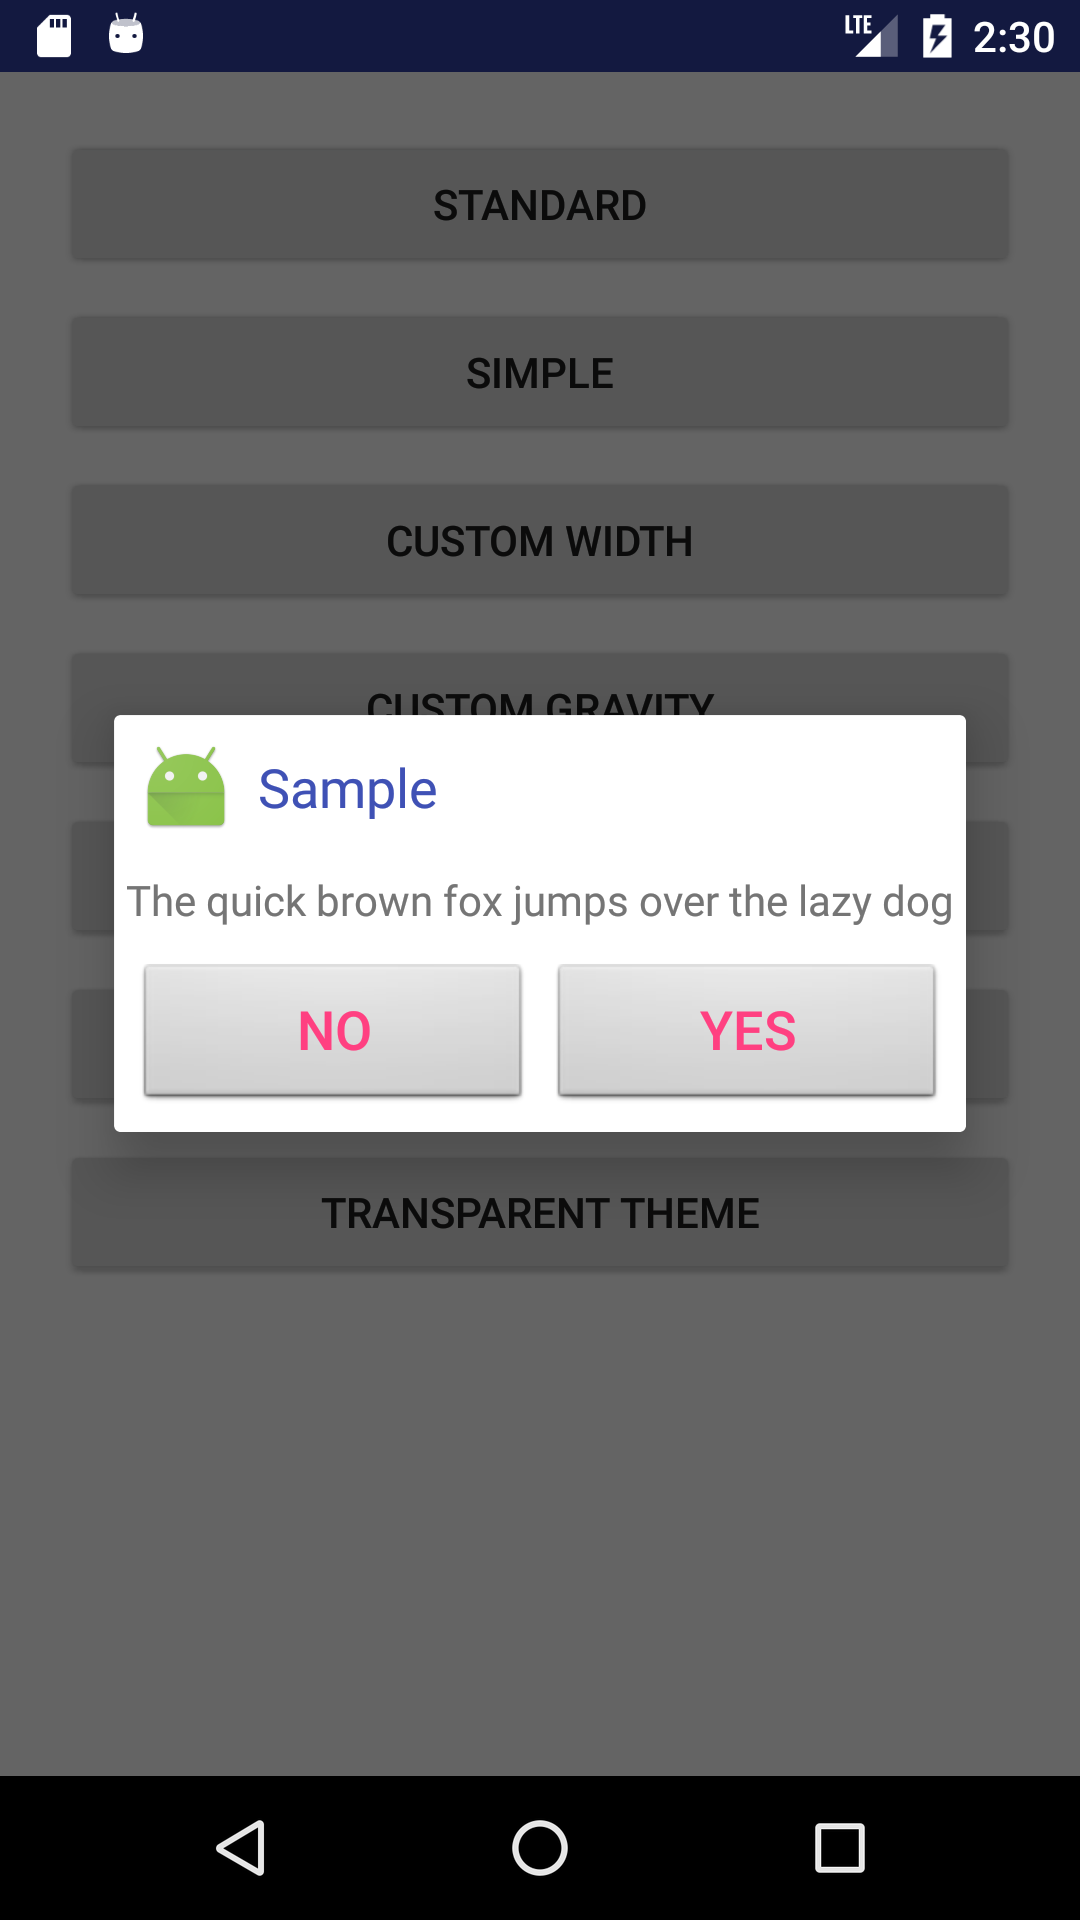 LTE 2:30
STANDARD
SIMPLE
CUSTOM WIDTH
CUSTOM GRAVITY
Sample
The quick brown fox jumps over the lazy dog
NO YES
TRANSPARENT THEME